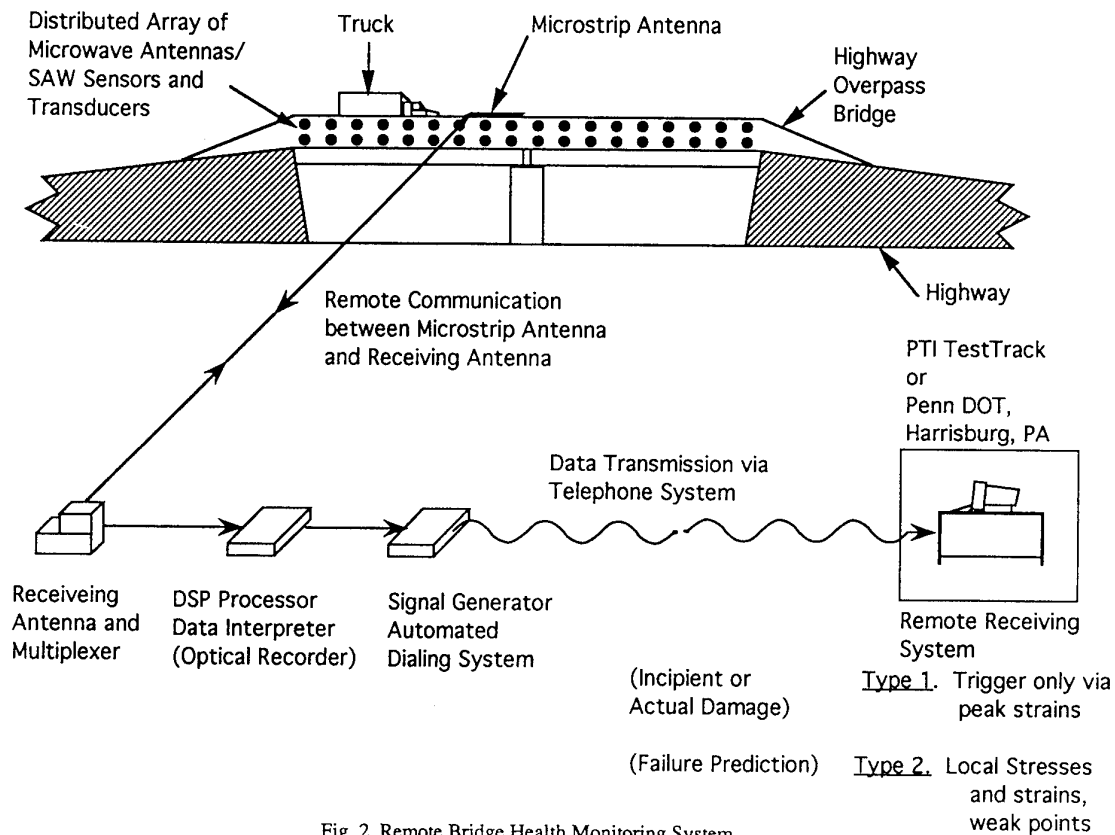 Distributed Array of
Microwave Antennas/
SAW Sensors and
Transducers
Truck
Microstrip Antenna
Highway
Overpass
Bridge
Highway
Remote Communication
between Microstrip Antenna
and Receiving Antenna
PTI TestTrack
or
Penn DOT,
Harrisburg, PA
Data Transmission via
Telephone System
Receiveing
Antenna and
Multiplexer
DSP Processor
Data Interpreter
(Optical Recorder)
Signal Generator
Automated
Dialing System
Remote Receiving
System
(Incipient or
Actual Damage)
Type 1. Trigger only via
peak strains
(Failure Prediction)
Type 2. Local Stresses
and strains,
weak points
Fig. 2. Remote Bridge Health Monitoring System